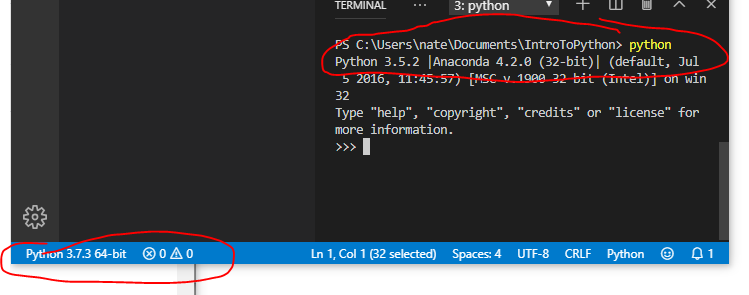 TERMINAL ... 3: python
PS C:\Users\nate\Documents\IntroToPython> python
Python 3.5.2 |Anaconda 4.2.0 (32-bit)| (default, Jul
5 2016, 11:45:57) [MSC v.1900 32 bit (Intel)] on win
32
Type "help", "copyright", "credits" or "license" for
more information.
>>>
Python 3.7.3 64-bit 0 0 Ln 1, Col 1 (32 selected) Spaces: 4 UTF-8 CRLF Python 1